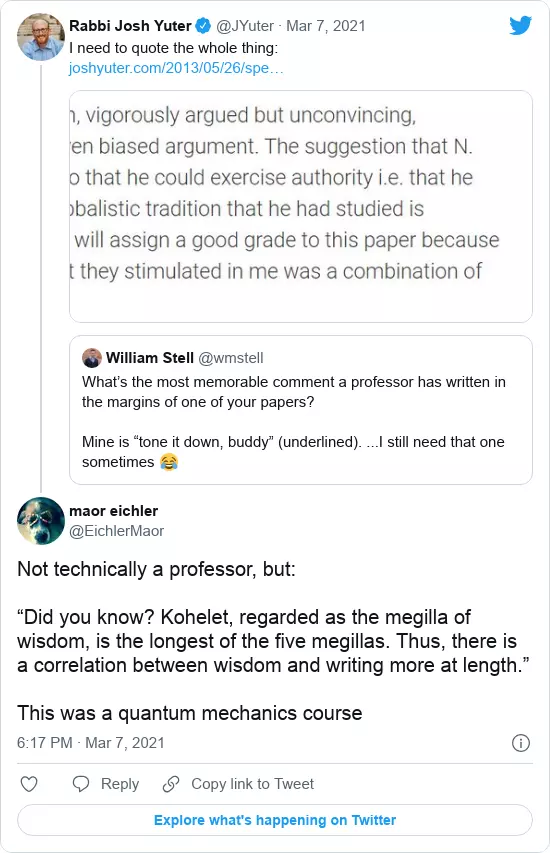 Rabbi Josh Yuter @JYuter · Mar 7, 2021
I need to quote the whole thing:
joshyuter.com/2013/05/26/spe…
, vigorously argued but unconvincing,
en biased argument. The suggestion that N.
o that he could exercise authority i.e. that he
balistic tradition that he had studied is
will assign a good grade to this paper because
t they stimulated in me was a combination of
William Stell @wmstell
What's the most memorable comment a professor has written in
the margins of one of your papers?
Mine is “tone it down, buddy” (underlined). ...I still need that one
sometimes 😂
maor eichler
@EichlerMaor
Not technically a professor, but:
“Did you know? Kohelet, regarded as the megilla of
wisdom, is the longest of the five megillas. Thus, there is
a correlation between wisdom and writing more at length.”
This was a quantum mechanics course
6:17 PM · Mar 7, 2021
Reply
Copy link to Tweet
Explore what's happening on Twitter